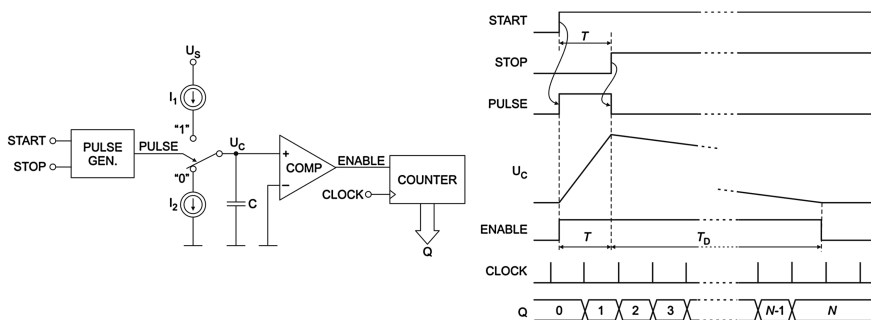 U_S
I_1
"1"
START
STOP
PULSE GEN.
PULSE
"0"
U_C
I_2
C
+
−
COMP
ENABLE
CLOCK
COUNTER
Q
START
T
STOP
PULSE
U_C
ENABLE
T
T_D
CLOCK
Q
0
1
2
3
N-1
N